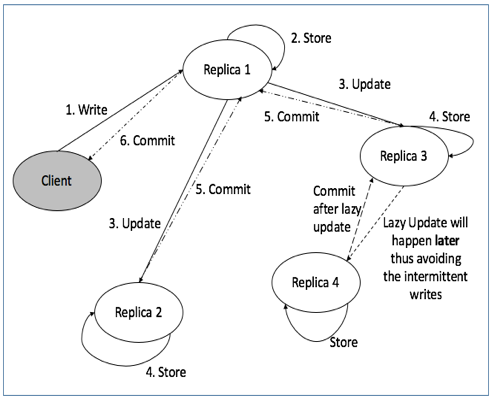 2. Store
Replica 1
1. Write
3. Update
4. Store
6. Commit
5. Commit
Replica 3
Client
5. Commit
Commit
after lazy
update
3. Update
Lazy Update will
happen later
thus avoiding
the intermittent
writes
Replica 4
Replica 2
Store
4. Store